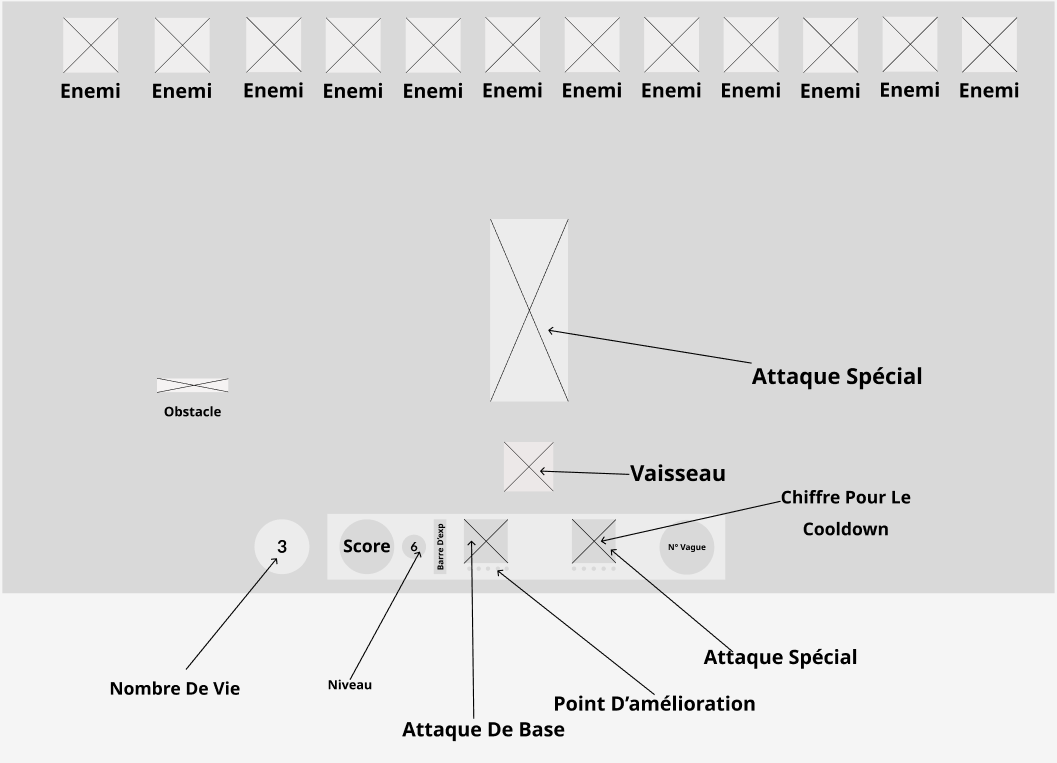 Enemi Enemi Enemi Enemi Enemi Enemi Enemi Enemi Enemi Enemi Enemi Enemi
Attaque Spécial
Obstacle
Vaisseau
Chiffre Pour Le
Cooldown
3
Score
6
Barre D'exp
N° Vague
Attaque Spécial
Nombre De Vie
Niveau
Point D’amélioration
Attaque De Base